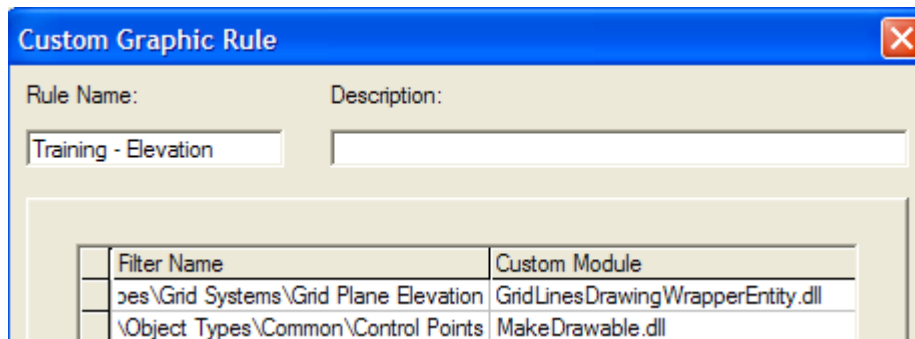 Custom Graphic Rule
Rule Name: Description:
Training - Elevation
Filter Name Custom Module
pes\Grid Systems\Grid Plane Elevation GridLinesDrawingWrapperEntity.dll
\Object Types\Common\Control Points MakeDrawable.dll